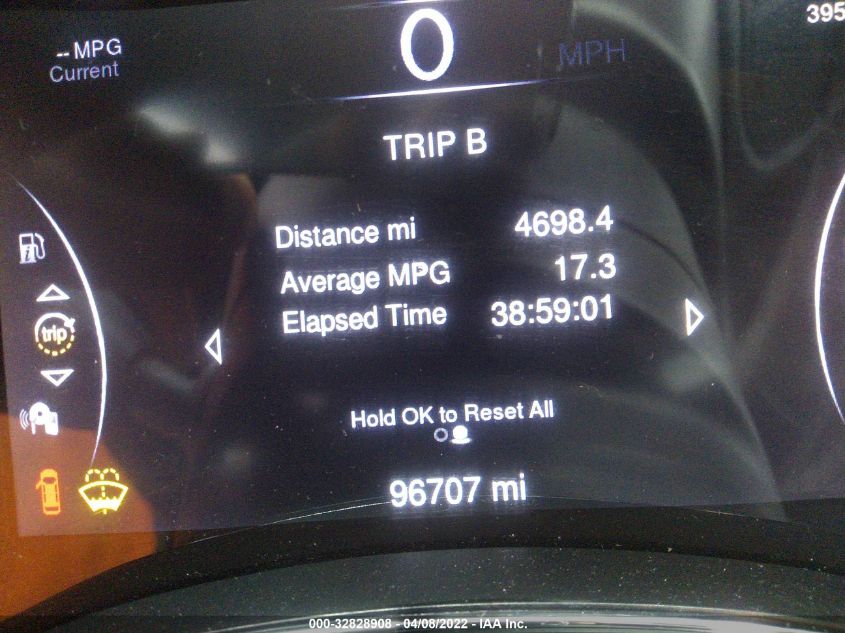 -- MPG
Current
0
MPH
395
TRIP B
Distance mi 4698.4
Average MPG 17.3
Elapsed Time 38:59:01
trip
Hold OK to Reset All
96707 mi
000-32828908 - 04/08/2022 - IAA Inc.